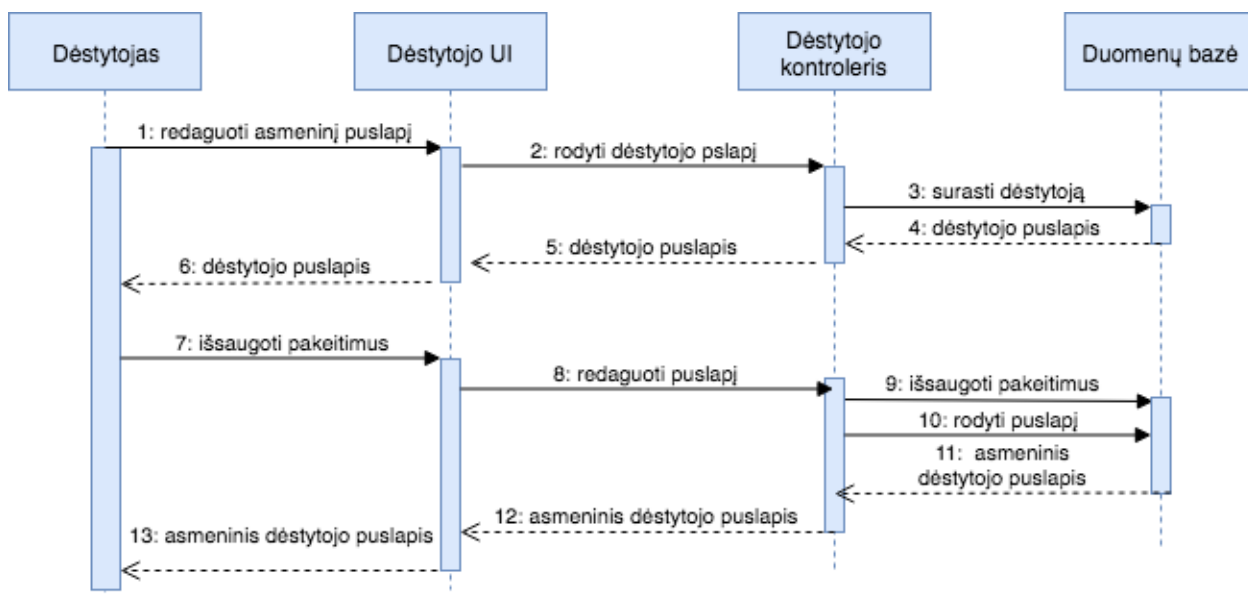 Dėstytojas
Dėstytojo UI
Dėstytojo
kontroleris
Duomenų bazė
1: redaguoti asmeninį puslapį
2: rodyti dėstytojo pslapį
3: surasti dėstytoją
4: dėstytojo puslapis
5: dėstytojo puslapis
6: dėstytojo puslapis
7: išsaugoti pakeitimus
8: redaguoti puslapį
9: išsaugoti pakeitimus
10: rodyti puslapį
11: asmeninis
dėstytojo puslapis
12: asmeninis dėstytojo puslapis
13: asmeninis dėstytojo puslapis